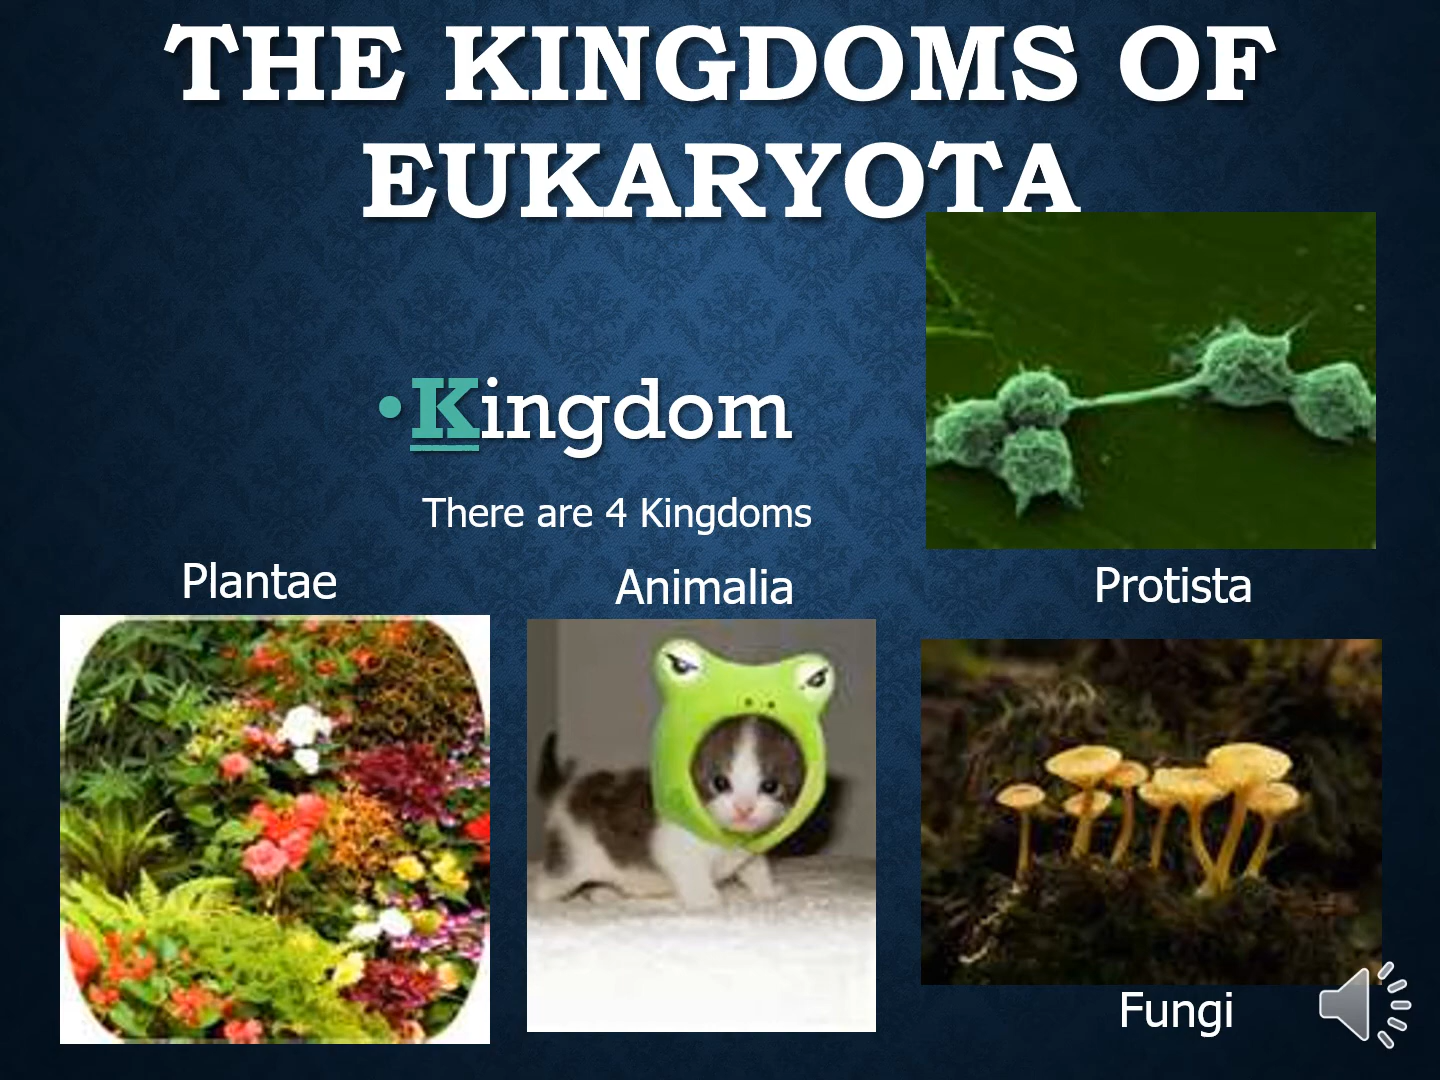 THE KINGDOMS OF
EUKARYOTA
•Kingdom
There are 4 Kingdoms
Plantae
Animalia
Protista
Fungi